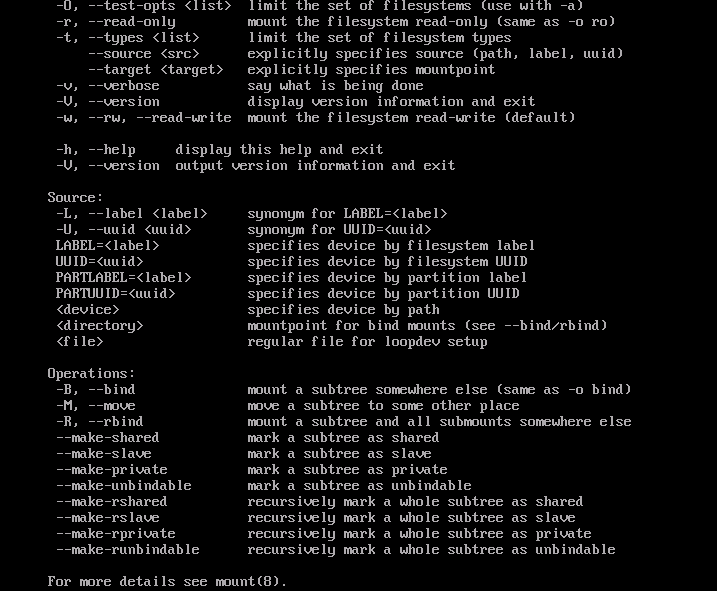 -O, --test-opts <list>  limit the set of filesystems (use with -a)
-r, --read-only         mount the filesystem read-only (same as -o ro)
-t, --types <list>      limit the set of filesystem types
    --source <src>      explicitly specifies source (path, label, uuid)
    --target <target>   explicitly specifies mountpoint
-v, --verbose           say what is being done
-V, --version           display version information and exit
-w, --rw, --read-write  mount the filesystem read-write (default)

-h, --help     display this help and exit
-V, --version  output version information and exit

Source:
-L, --label <label>     synonym for LABEL=<label>
-U, --uuid <uuid>       synonym for UUID=<uuid>
LABEL=<label>           specifies device by filesystem label
UUID=<uuid>             specifies device by filesystem UUID
PARTLABEL=<label>       specifies device by partition label
PARTUUID=<uuid>         specifies device by partition UUID
<device>                specifies device by path
<directory>             mountpoint for bind mounts (see --bind/rbind)
<file>                  regular file for loopdev setup

Operations:
-B, --bind              mount a subtree somewhere else (same as -o bind)
-M, --move              move a subtree to some other place
-R, --rbind             mount a subtree and all submounts somewhere else
--make-shared           mark a subtree as shared
--make-slave            mark a subtree as slave
--make-private          mark a subtree as private
--make-unbindable       mark a subtree as unbindable
--make-rshared          recursively mark a whole subtree as shared
--make-rslave           recursively mark a whole subtree as slave
--make-rprivate         recursively mark a whole subtree as private
--make-runbindable      recursively mark a whole subtree as unbindable

For more details see mount(8).